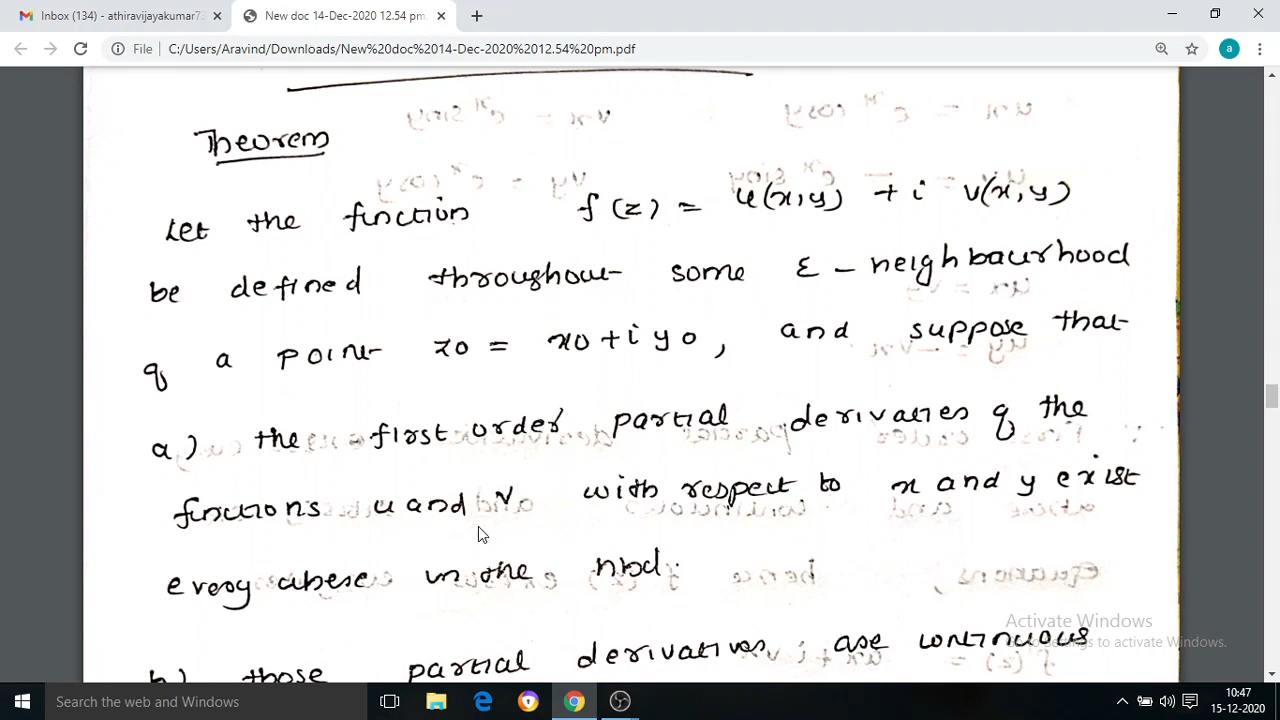 Inbox (134) - athiravijayakumar7
New doc 14-Dec-2020 12.54 pm.pdf
File | C:/Users/Aravind/Downloads/New%20doc%2014-Dec-2020%2012.54%20pm.pdf
a
Theorem
Let the function f(z) = u(x,y) + i v(x,y)
be defined throughout some ε - neighbourhood
of a point z0 = x0 + i y0, and suppose that
a) the first order partial derivatives of the
functions u and v with respect to x and y exist
every where in the nbd.
b) those partial derivatives, are continuous
Activate Windows
Go to Settings to activate Windows.
Search the web and Windows
10:47
15-12-2020